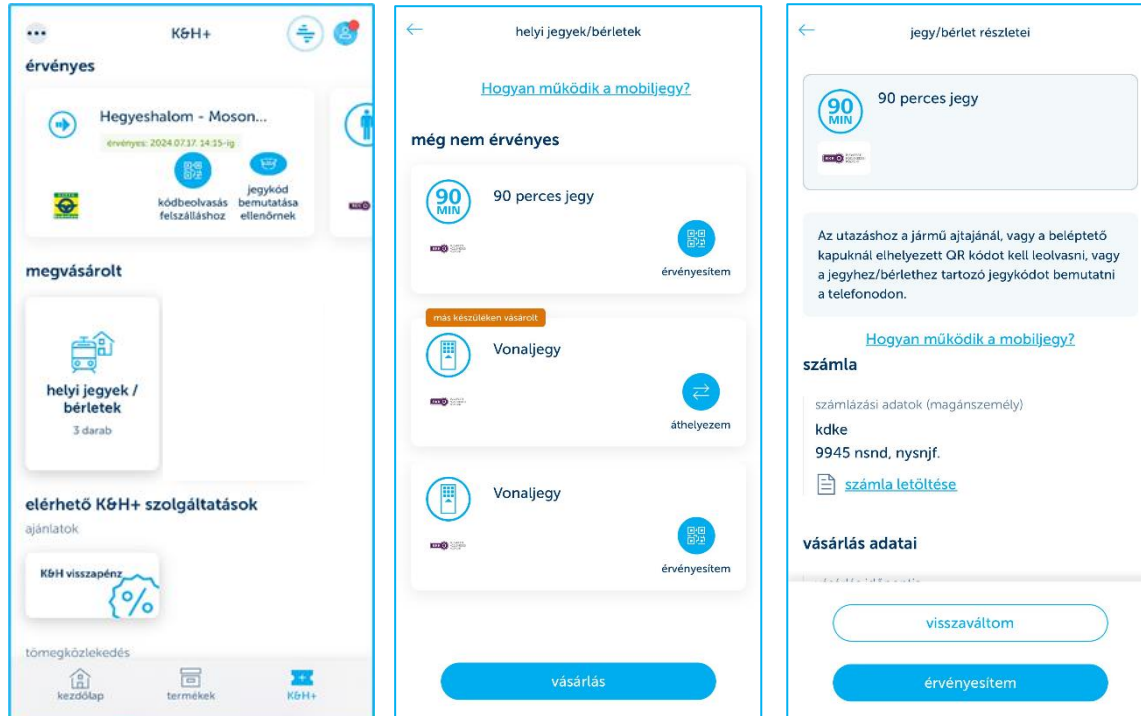 K&H+
érvényes
Hegyeshalom - Moson...
érvényes: 2024.07.17. 14:15-ig
kódbeolvasás
felszálláshoz
jegykód
bemutatása
ellenőrnek
megvásárolt
helyi jegyek /
bérletek
3 darab
elérhető K&H+ szolgáltatások
ajánlatok
K&H visszapénz
tömegközlekedés
kezdőlap
termékek
K&H+
helyi jegyek/bérletek
Hogyan működik a mobiljegy?
még nem érvényes
90
MIN
90 perces jegy
érvényesítem
más készüléken vásárolt
Vonaljegy
áthelyezem
Vonaljegy
érvényesítem
vásárlás
jegy/bérlet részletei
90
MIN
90 perces jegy
Az utazáshoz a jármű ajtajánál, vagy a beléptető
kapuknál elhelyezett QR kódot kell leolvasni, vagy
a jegyhez/bérlethez tartozó jegykódot bemutatni
a telefonodon.
Hogyan működik a mobiljegy?
számla
számlázási adatok (magánszemély)
kdke
9945 nsnd, nysnjf.
számla letöltése
vásárlás adatai
visszaváltom
érvényesítem